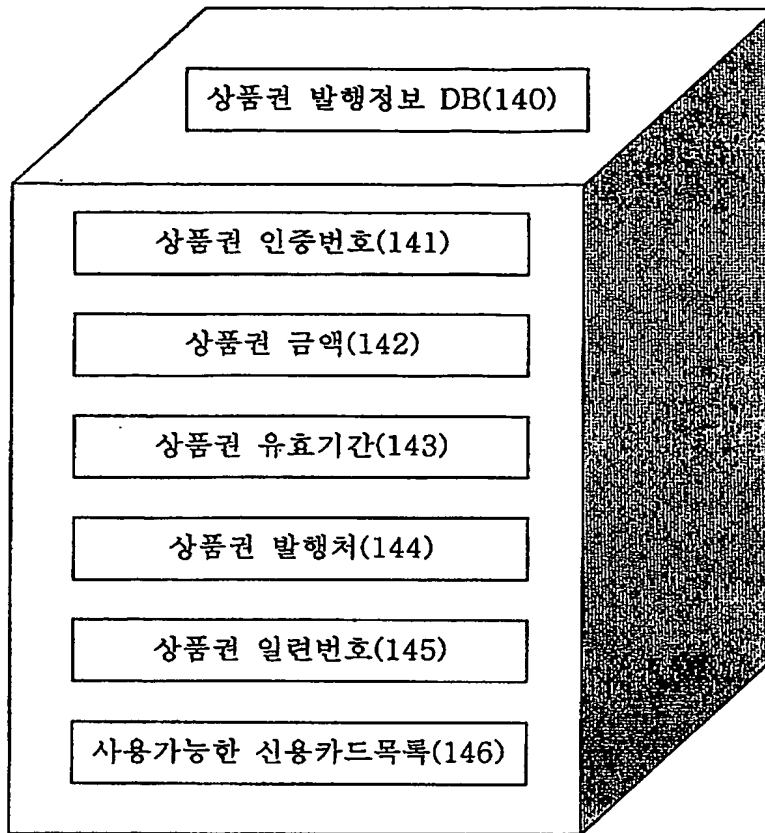 상품권 발행정보 DB(140)
상품권 인증번호(141)
상품권 금액(142)
상품권 유효기간(143)
상품권 발행처(144)
상품권 일련번호(145)
사용가능한 신용카드목록(146)